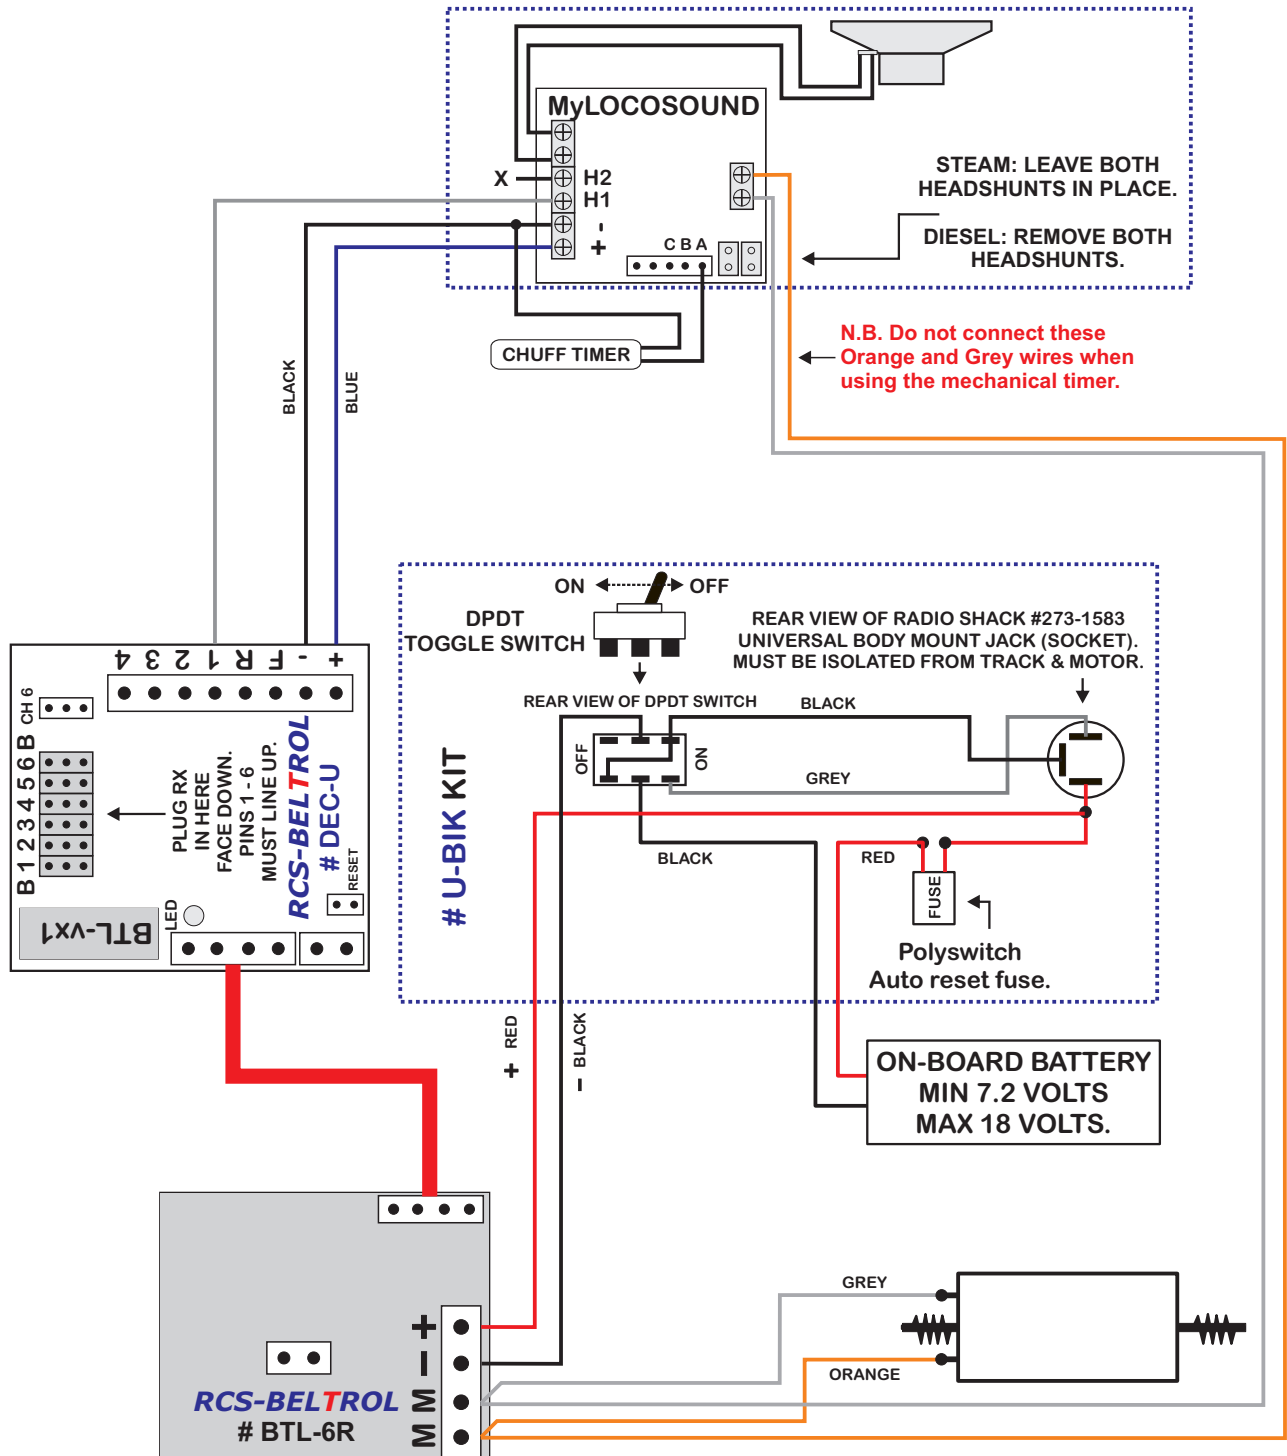 MyLOCOSOUND
X
H2
H1
-
+
C B A
STEAM: LEAVE BOTH
HEADSHUNTS IN PLACE.
DIESEL: REMOVE BOTH
HEADSHUNTS.
N.B. Do not connect these
Orange and Grey wires when
using the mechanical timer.
CHUFF TIMER
BLACK
BLUE
4 3 2 1 R F - +
CH 6
B 1 2 3 4 5 6 B
PLUG RX
IN HERE
FACE DOWN.
PINS 1 - 6
MUST LINE UP.
RCS-BELTROL
# DEC-U
RESET
LED
BTL-vx1
# U-BIK KIT
ON
OFF
DPDT
TOGGLE SWITCH
REAR VIEW OF RADIO SHACK #273-1583
UNIVERSAL BODY MOUNT JACK (SOCKET).
MUST BE ISOLATED FROM TRACK & MOTOR.
REAR VIEW OF DPDT SWITCH
OFF
ON
BLACK
GREY
BLACK
RED
FUSE
Polyswitch
Auto reset fuse.
+ RED
- BLACK
ON-BOARD BATTERY
MIN 7.2 VOLTS
MAX 18 VOLTS.
GREY
ORANGE
RCS-BELTROL
# BTL-6R
M M - +